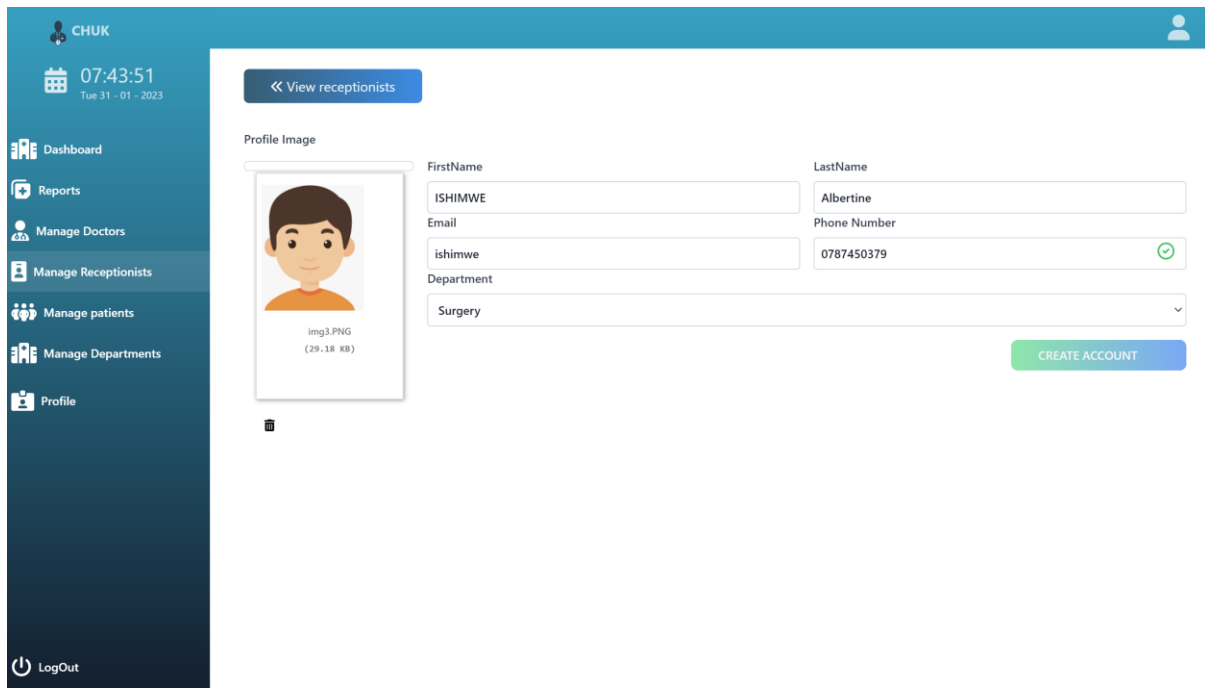 CHUK
07:43:51
Tue 31 - 01 - 2023
Dashboard
Reports
Manage Doctors
Manage Receptionists
Manage patients
Manage Departments
Profile
LogOut
View receptionists
Profile Image
img3.PNG
(29.18 KB)
FirstName
LastName
ISHIMWE
Albertine
Email
Phone Number
ishimwe
0787450379
Department
Surgery
CREATE ACCOUNT